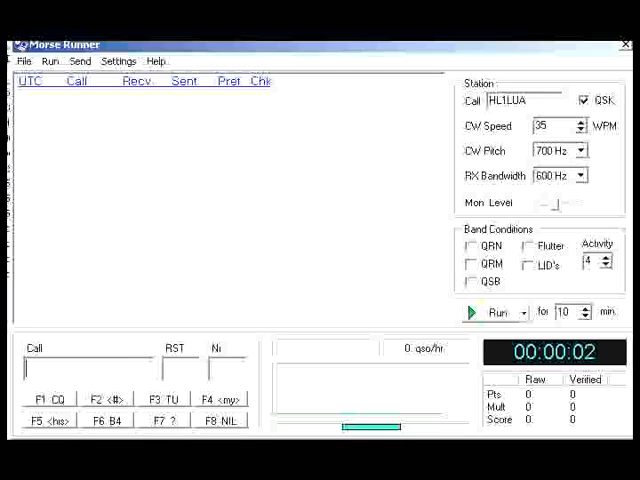 Morse Runner
File Run Send Settings Help
UTC Call Recv Sent Pref Chk
Station
Call HL1LUA QSK
CW Speed 35 WPM
CW Pitch 700 Hz
RX Bandwidth 600 Hz
Mon Level
Band Conditions
QRN Flutter Activity
QRM LID's 4
QSB
Run for 10 min
Call RST Nr
0 qso/hr
00:00:02
F1 CQ F2 <#> F3 TU F4 <my>
F5 <his> F6 B4 F7 ? F8 NIL
Raw Verified
Pts 0 0
Mult 0 0
Score 0 0